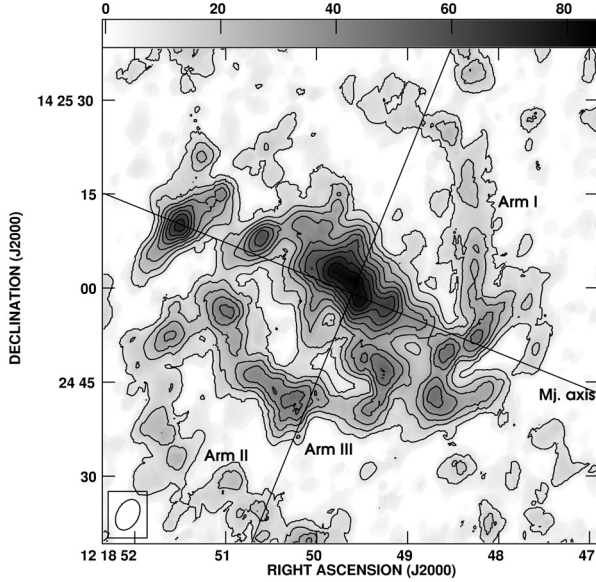 0 20 40 60 80
14 25 30
15
00
24 45
30
DECLINATION (J2000)
Arm I
Mj. axis
Arm II
Arm III
12 18 52 51 50 49 48 47
RIGHT ASCENSION (J2000)